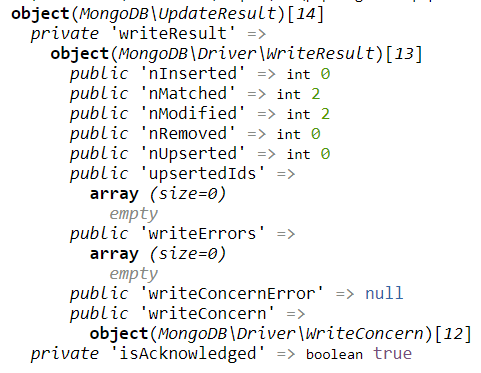 object(MongoDB\UpdateResult)[14]
private 'writeResult' =>
object(MongoDB\Driver\WriteResult)[13]
public 'nInserted' => int 0
public 'nMatched' => int 2
public 'nModified' => int 2
public 'nRemoved' => int 0
public 'nUpserted' => int 0
public 'upsertedIds' =>
array (size=0)
empty
public 'writeErrors' =>
array (size=0)
empty
public 'writeConcernError' => null
public 'writeConcern' =>
object(MongoDB\Driver\WriteConcern)[12]
private 'isAcknowledged' => boolean true